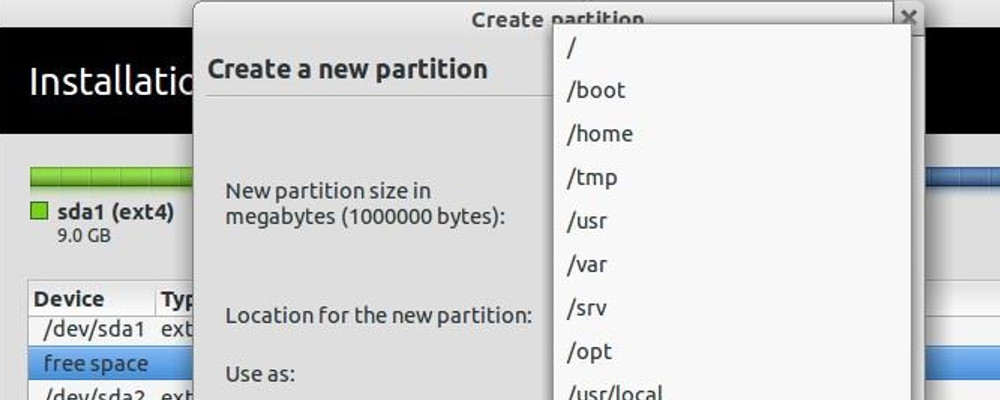 Create partition
Installatio
Create a new partition
/
/boot
/home
/tmp
/usr
/var
/srv
/opt
/usr/local
New partition size in
megabytes (1000000 bytes):
Location for the new partition:
Use as:
sda1 (ext4)
9.0 GB
Device Typ
/dev/sda1 ext
free space
/dev/sda2 ext